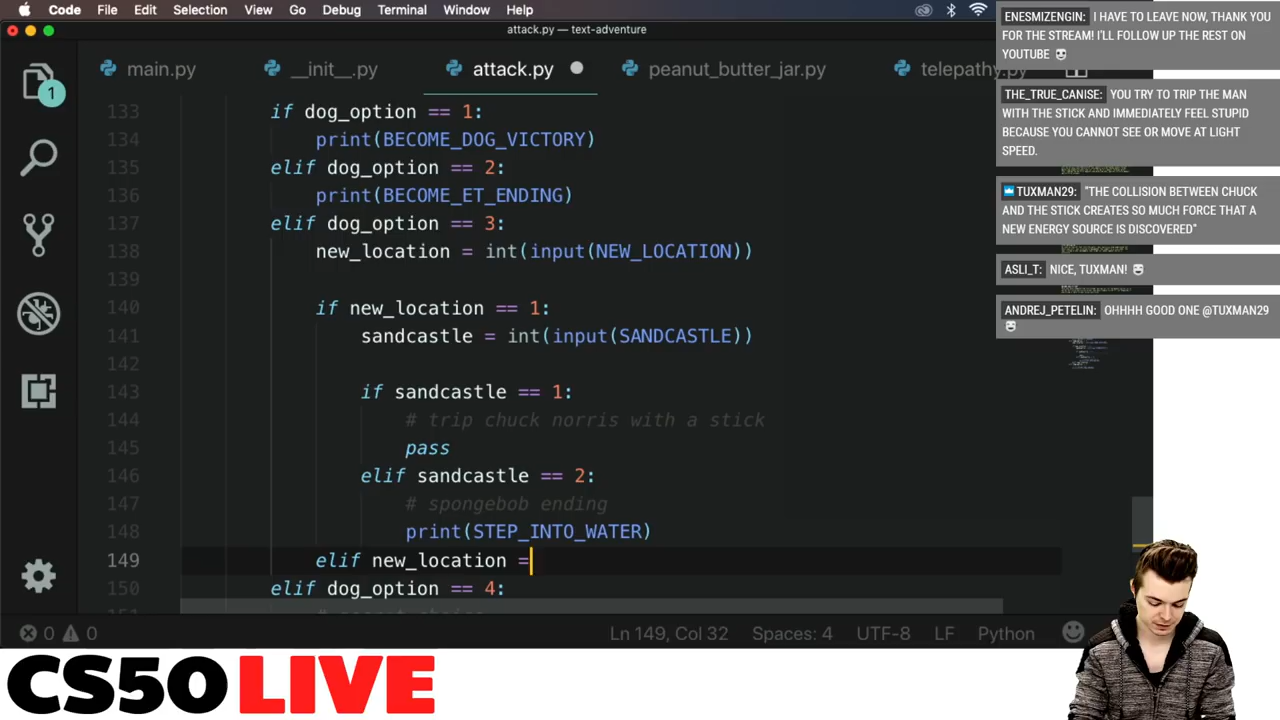 Code File Edit Selection View Go Debug Terminal Window Help
attack.py — text-adventure
main.py __init__.py attack.py peanut_butter_jar.py telepathy.py
1
133 if dog_option == 1:
134 print(BECOME_DOG_VICTORY)
135 elif dog_option == 2:
136 print(BECOME_ET_ENDING)
137 elif dog_option == 3:
138 new_location = int(input(NEW_LOCATION))
139
140 if new_location == 1:
141 sandcastle = int(input(SANDCASTLE))
142
143 if sandcastle == 1:
144 # trip chuck norris with a stick
145 pass
146 elif sandcastle == 2:
147 # spongebob ending
148 print(STEP_INTO_WATER)
149 elif new_location =
150 elif dog_option == 4:
0 0 Ln 149, Col 32 Spaces: 4 UTF-8 LF Python
ENESMIZENGIN: I HAVE TO LEAVE NOW, THANK YOU
FOR THE STREAM! I'LL FOLLOW UP THE REST ON
YOUTUBE
THE_TRUE_CANISE: YOU TRY TO TRIP THE MAN
WITH THE STICK AND IMMEDIATELY FEEL STUPID
BECAUSE YOU CANNOT SEE OR MOVE AT LIGHT
SPEED.
TUXMAN29: "THE COLLISION BETWEEN CHUCK
AND THE STICK CREATES SO MUCH FORCE THAT A
NEW ENERGY SOURCE IS DISCOVERED"
ASLI_T: NICE, TUXMAN!
ANDREJ_PETELIN: OHHHH GOOD ONE @TUXMAN29
CS50 LIVE